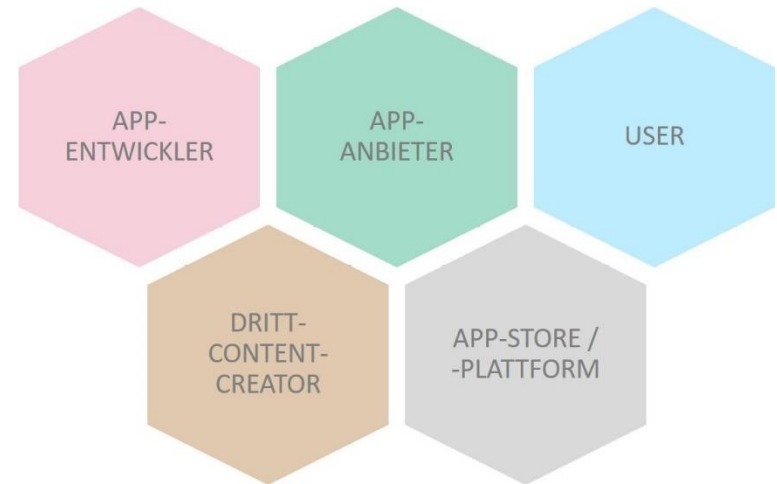 APP-
ENTWICKLER
APP-
ANBIETER
USER
DRITT-
CONTENT-
CREATOR
APP-STORE /
-PLATTFORM